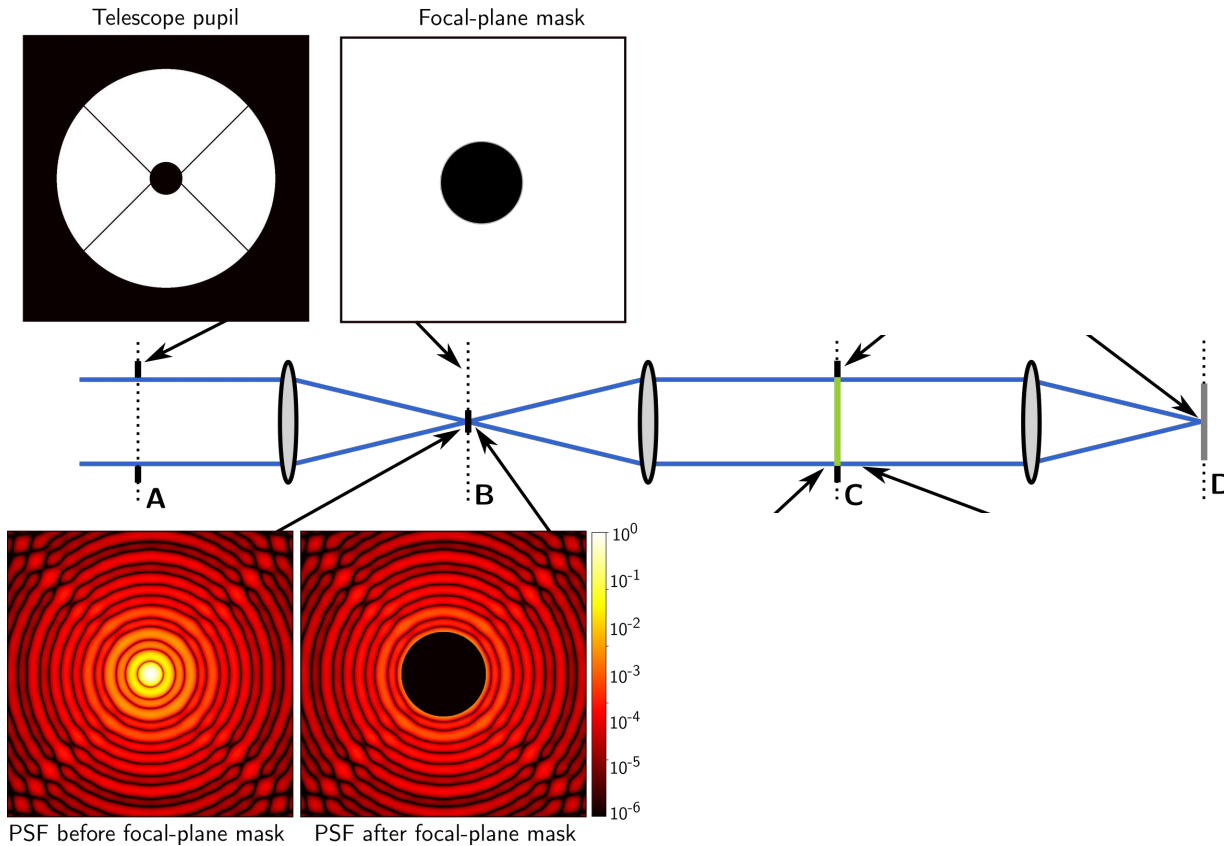 Telescope pupil
Focal-plane mask
A
B
C
D
10^0
10^-1
10^-2
10^-3
10^-4
10^-5
10^-6
PSF before focal-plane mask
PSF after focal-plane mask